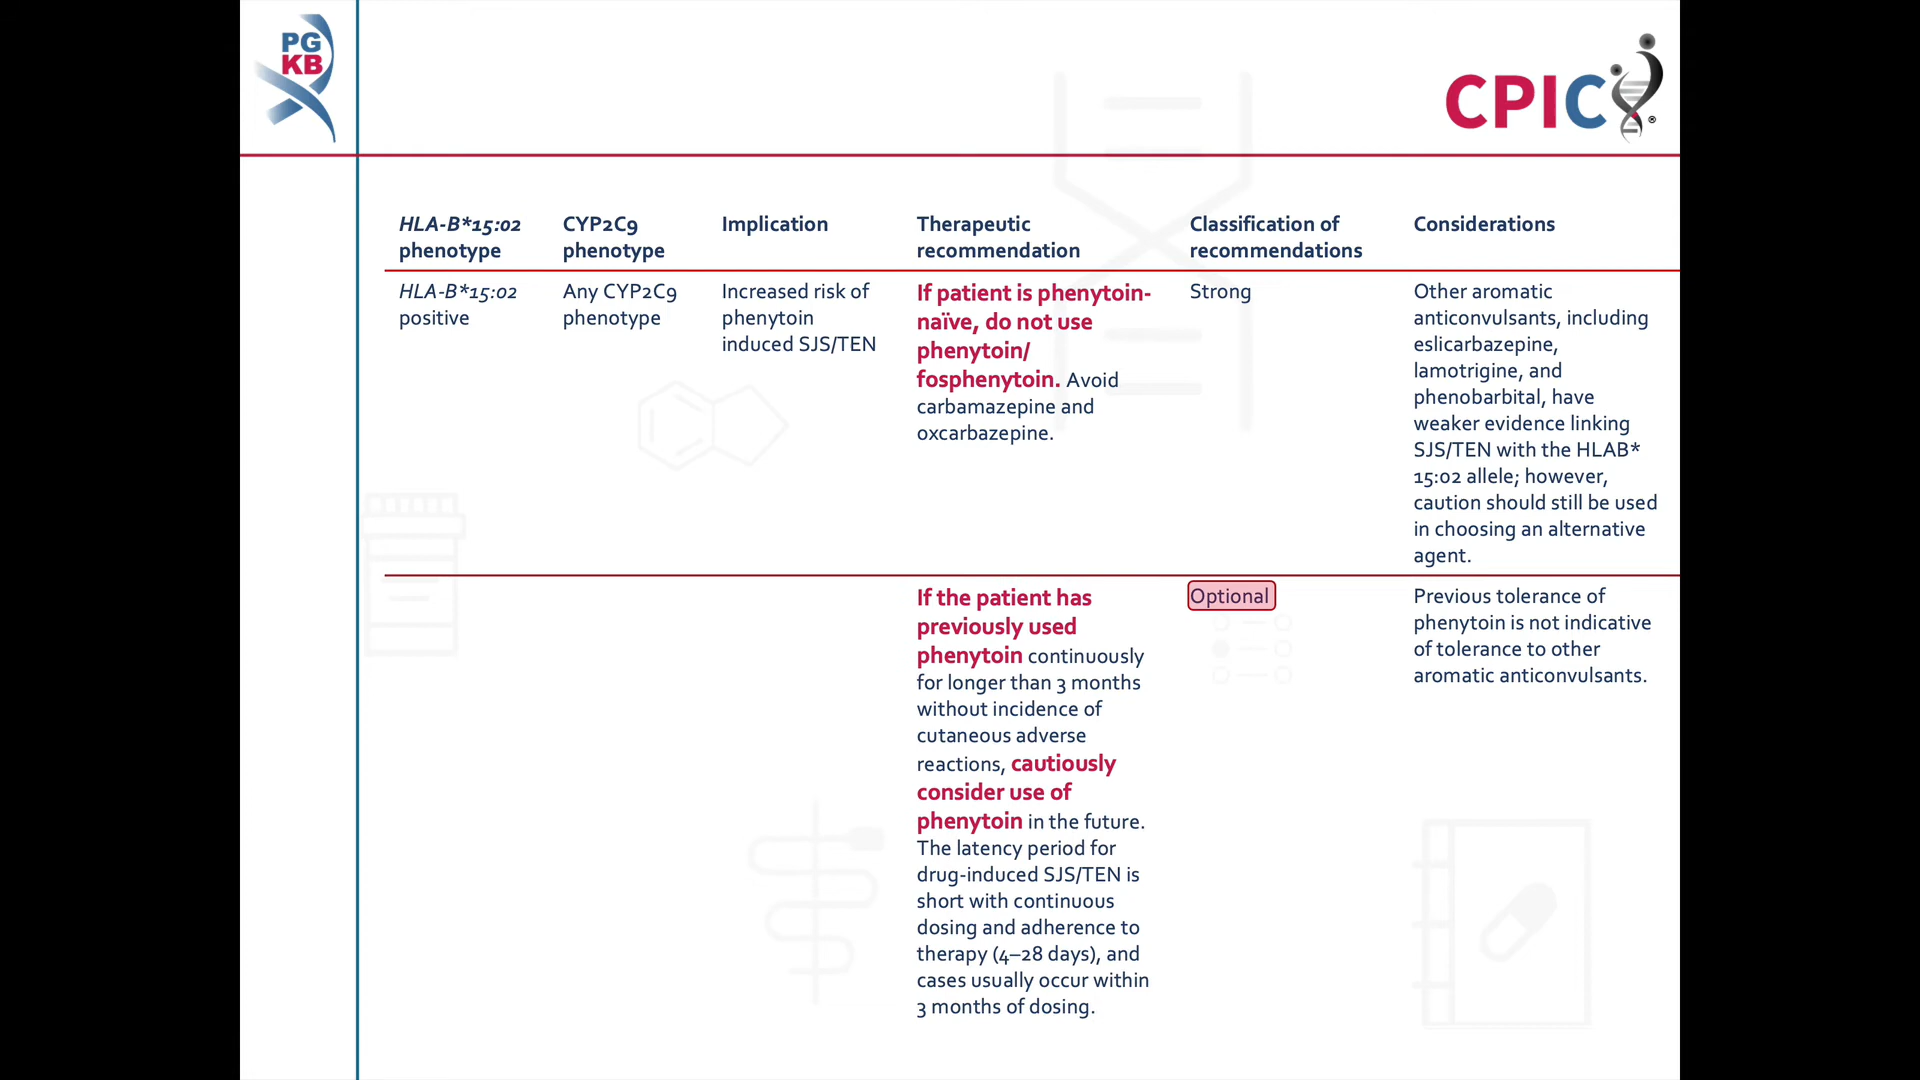 PG
KB
CPIC®
HLA-B*15:02
phenotype
CYP2C9
phenotype
Implication
Therapeutic
recommendation
Classification of
recommendations
Considerations
HLA-B*15:02
positive
Any CYP2C9
phenotype
Increased risk of
phenytoin
induced SJS/TEN
If patient is phenytoin-
naïve, do not use
phenytoin/
fosphenytoin. Avoid
carbamazepine and
oxcarbazepine.
Strong
Other aromatic
anticonvulsants, including
eslicarbazepine,
lamotrigine, and
phenobarbital, have
weaker evidence linking
SJS/TEN with the HLAB*
15:02 allele; however,
caution should still be used
in choosing an alternative
agent.
If the patient has
previously used
phenytoin continuously
for longer than 3 months
without incidence of
cutaneous adverse
reactions, cautiously
consider use of
phenytoin in the future.
The latency period for
drug-induced SJS/TEN is
short with continuous
dosing and adherence to
therapy (4–28 days), and
cases usually occur within
3 months of dosing.
Optional
Previous tolerance of
phenytoin is not indicative
of tolerance to other
aromatic anticonvulsants.